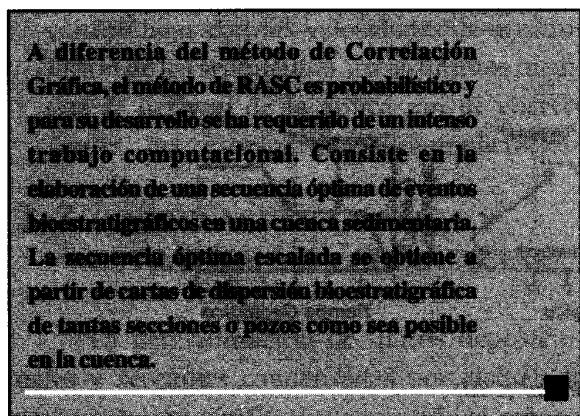 A diferencia del método de Correlación
Gráfica, el método de RASC es probabilístico y
para su desarrollo se ha requerido de un intenso
trabajo computacional. Consiste en la
elaboración de una secuencia óptima de eventos
bioestratigráficos en una cuenca sedimentaria.
La secuencia óptima escalada se obtiene a
partir de cartas de dispersión bioestratigráfica
de tantas secciones o pozos como sea posible
en la cuenca.